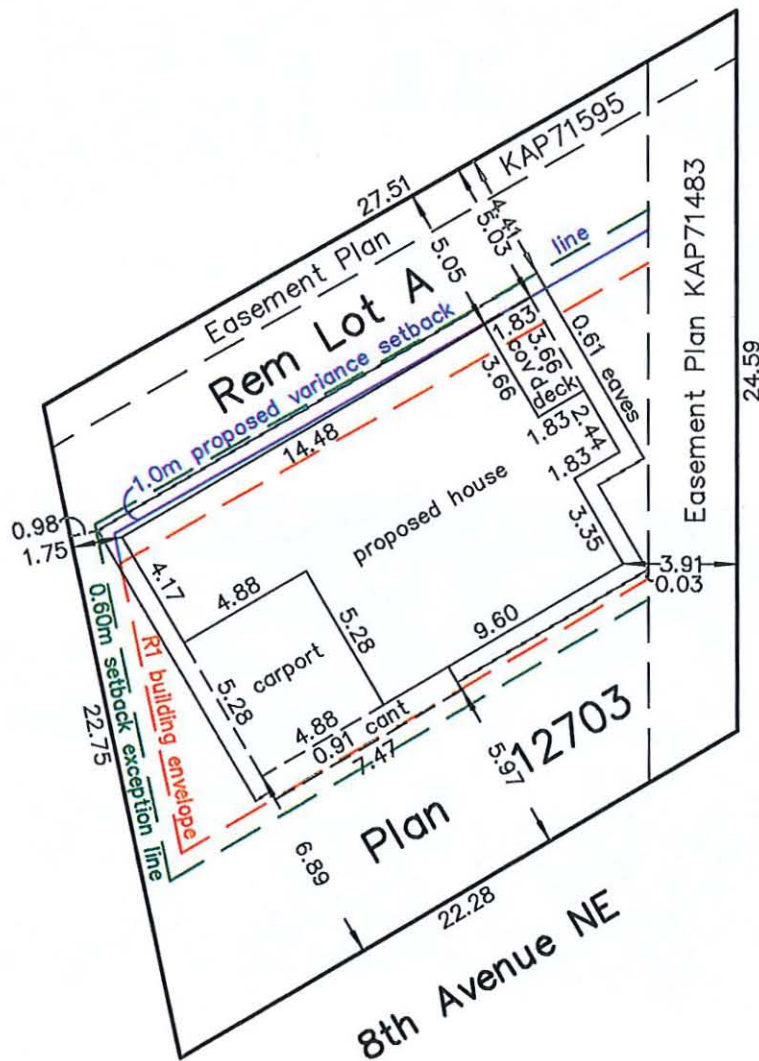 27.51
KAP71595
Easement Plan
4.41
5.03
5.05
line
Rem Lot A
1.0m proposed variance setback
Easement Plan KAP71483
24.59
1.83
3.66
cov'd
deck
3.66
0.61 eaves
1.83
2.44
14.48
1.83
proposed house
3.35
0.98
1.75
4.17
4.88
3.91
0.03
9.60
5.28
carport
5.28
4.88
0.91 cant
7.47
R1 building envelope
0.60m setback exception line
22.75
5.97
Plan 12703
6.89
22.28
8th Avenue NE